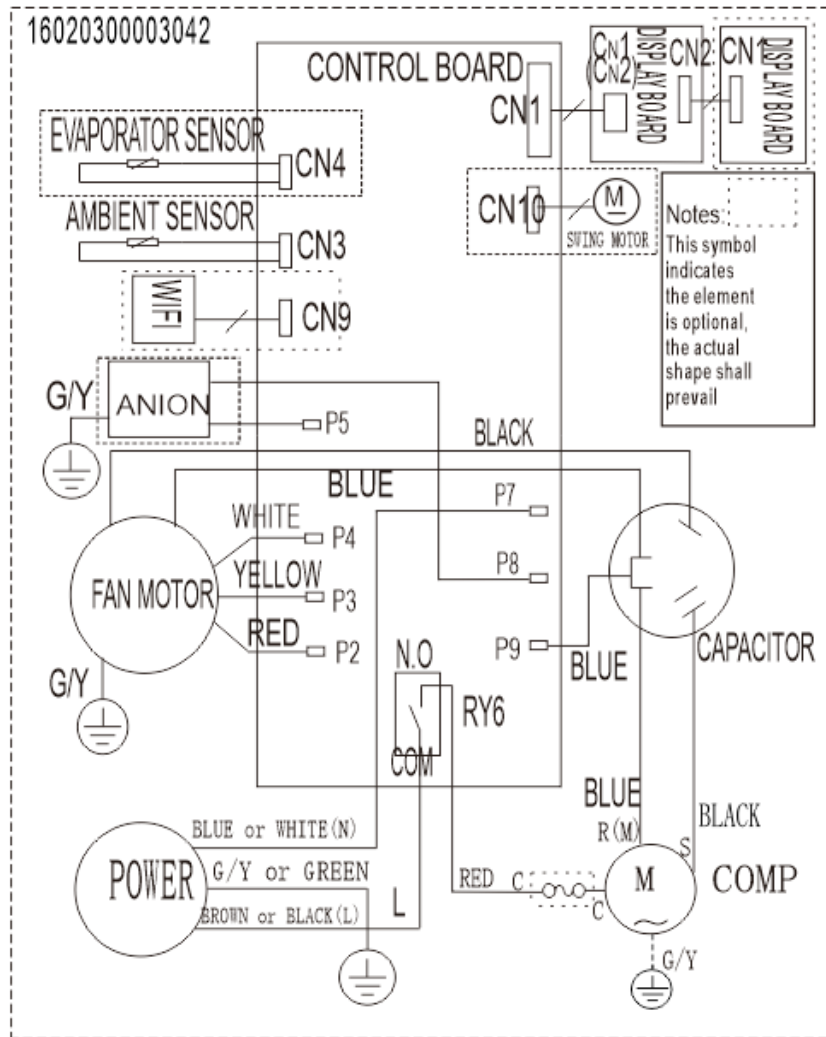 16020300003042
CONTROL BOARD
CN1
CN1
(CN2)
DISPLAY BOARD
CN2
CN1
DISPLAY BOARD
EVAPORATOR SENSOR
CN4
AMBIENT SENSOR
CN3
WIFI
CN9
CN10
M
SWING MOTOR
Notes:
This symbol
indicates
the element
is optional,
the actual
shape shall
prevail
G/Y
ANION
P5
BLACK
BLUE
WHITE
P4
YELLOW
P3
RED
P2
FAN MOTOR
G/Y
P7
P8
P9
BLUE
CAPACITOR
N.O
RY6
COM
BLUE
R(M)
BLACK
S
BLUE or WHITE(N)
POWER
G/Y or GREEN
BROWN or BLACK(L)
L
RED
C
C
M
COMP
G/Y